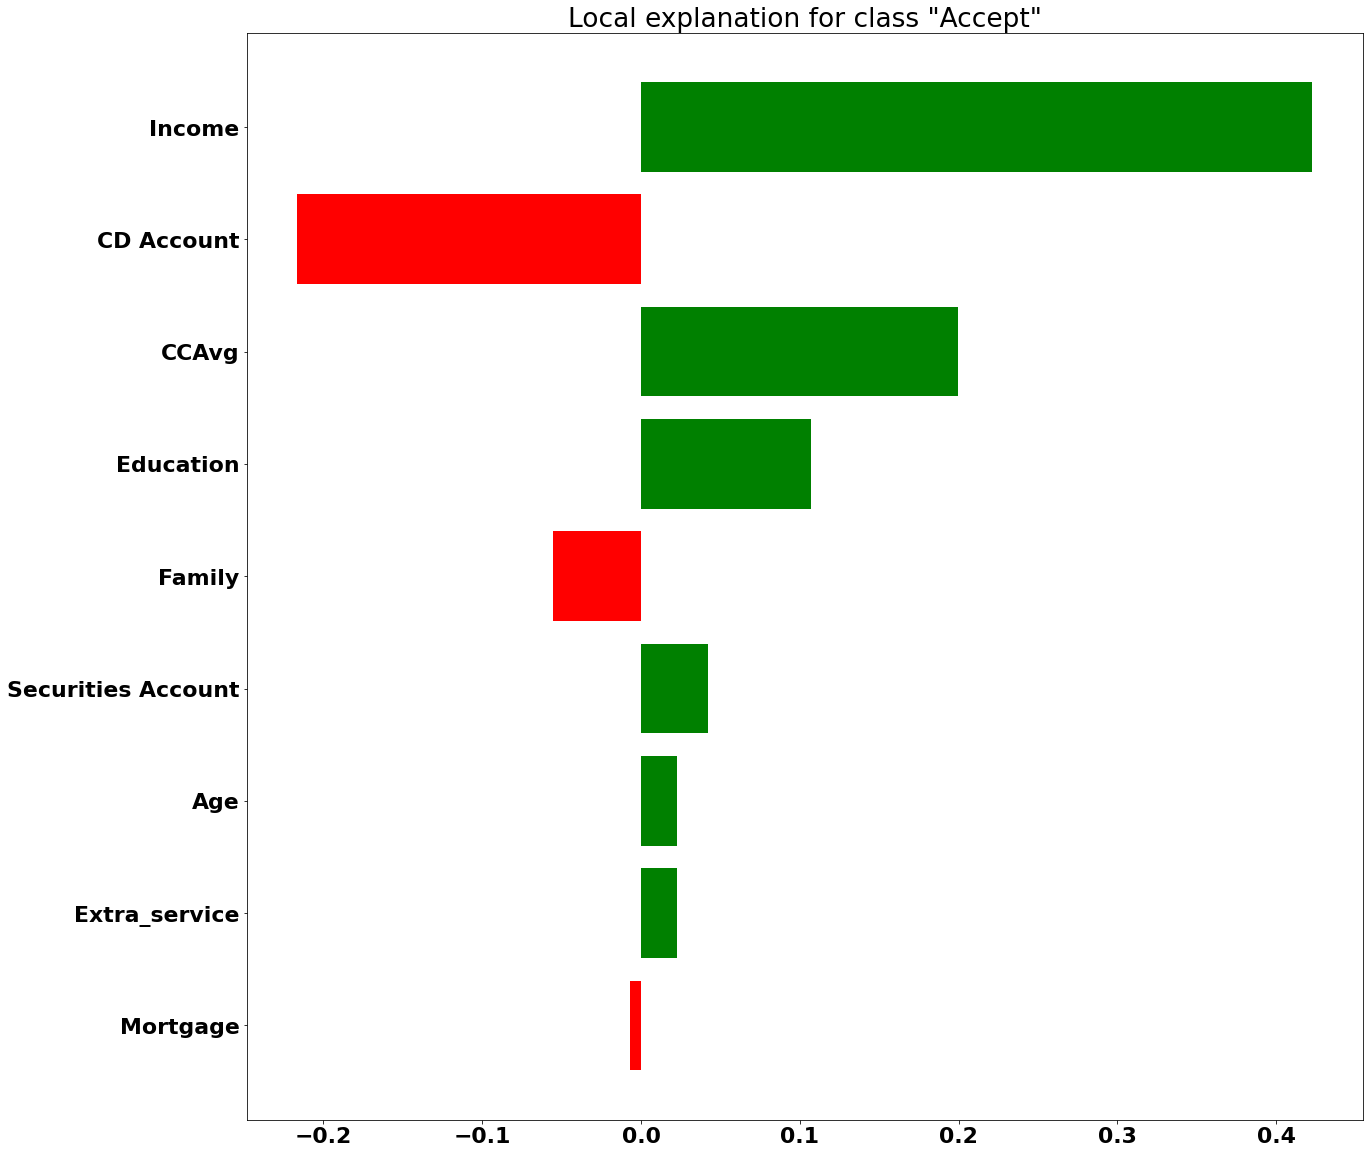 Local explanation for class "Accept"
Income
CD Account
CCAvg
Education
Family
Securities Account
Age
Extra_service
Mortgage
−0.2 −0.1 0.0 0.1 0.2 0.3 0.4